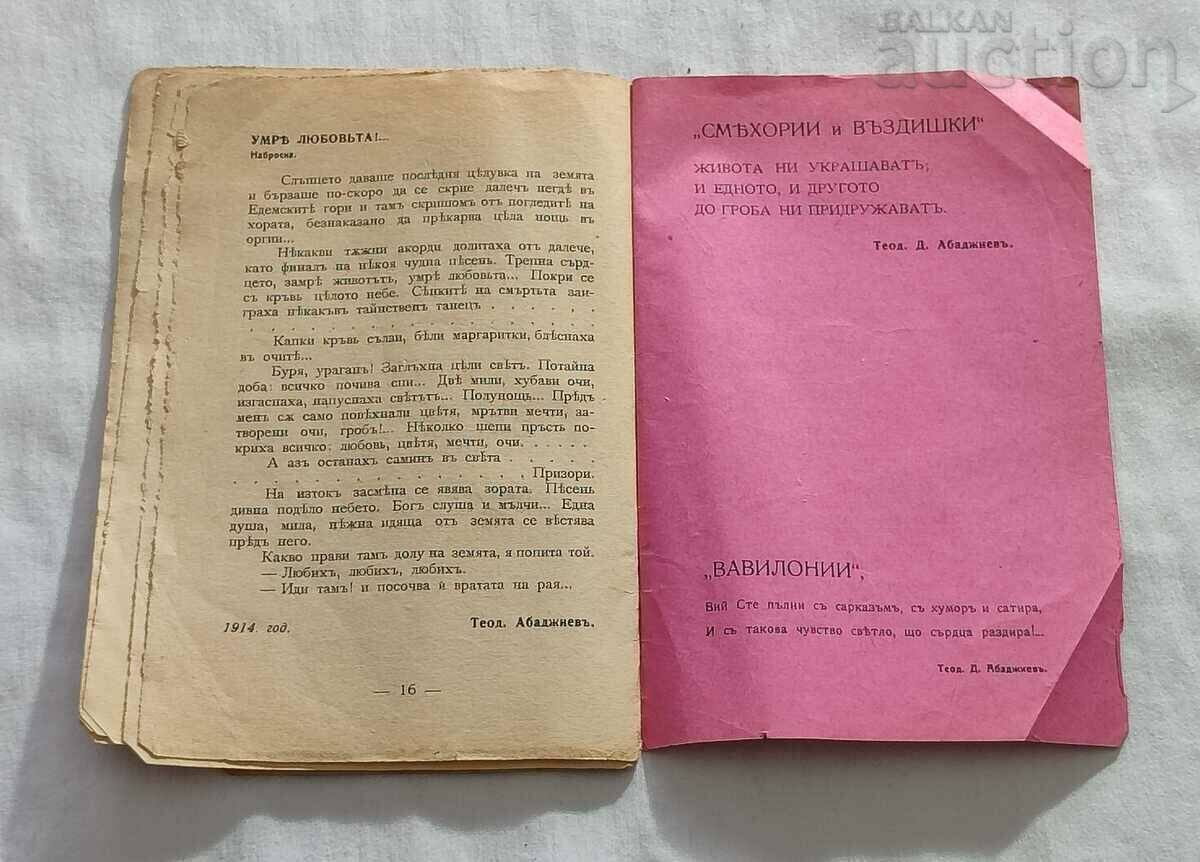 УМРѢ ЛЮБОВЬТА!...
Наброска.
Слънцето даваше последня цѣлувка на земята
и бързаше по-скоро да се скрие далечъ негдѣ въ
Едемскитѣ гори и тамъ скришомъ отъ погледитѣ на
хората, безнаказано да прѣкарва цѣла нощь въ
оргии...
Нѣкакви тѫжни акорди долитаха отъ далече,
като финалъ на нѣкоя чудна пѣсень. Трепна сърд-
цето, замрѣ животътъ, умрѣ любовьта... Покри се
съ кръвь цѣлото небе. Сѣнкитѣ на смъртьта заи-
граха нѣкакъвъ тайнственъ танецъ . . . . . .
. . . . . . . . . . . . . . . . . . . .
Капки кръвь сълзи, бѣли маргаритки, блѣснаха
въ очитѣ...
Буря, ураганъ! Заглъхна цѣли свѣтъ. Потайна
доба: всичко почива спи... Двѣ мили, хубави очи,
изгаснаха, напуснаха свѣтътъ... Полунощь... Прѣдъ
менъ сѫ само повѣхнали цвѣтя, мрътви мечти, за-
творени очи, гробъ!... Нѣколко шепи пръсть по-
криха всичко: любовь, цвѣтя, мечти, очи. . . . .
А азъ останахъ саминъ въ свѣта . . . . .
. . . . . . . . . . . . . . . , Призори.
На изтокъ засмѣна се явява зората. Пѣсень
дивна подѣло небето. Богъ слуша и мълчи... Една
душа, мила, нѣжна идяща отъ земята се вѣстява
прѣдъ него.
Какво прави тамъ долу на земята, я попита той.
— Любихъ, любихъ, любихъ.
— Иди тамъ! и посочва ѝ вратата на рая...
1914. год.
Теод. Абаджиевъ.
— 16 —
„СМѢХОРИИ и ВЪЗДИШКИ"
ЖИВОТА НИ УКРАШАВАТЪ;
И ЕДНОТО, И ДРУГОТО
ДО ГРОБА НИ ПРИДРУЖАВАТЪ.
Теод. Д. Абаджиевъ.
„ВАВИЛОНИИ",
Вий Сте пълни съ сарказъмъ, съ хуморъ и сатира,
И съ такова чувство свѣтло, що сърдца раздира!...
Теод. Д. Абаджиевъ.
BALKAN
auction